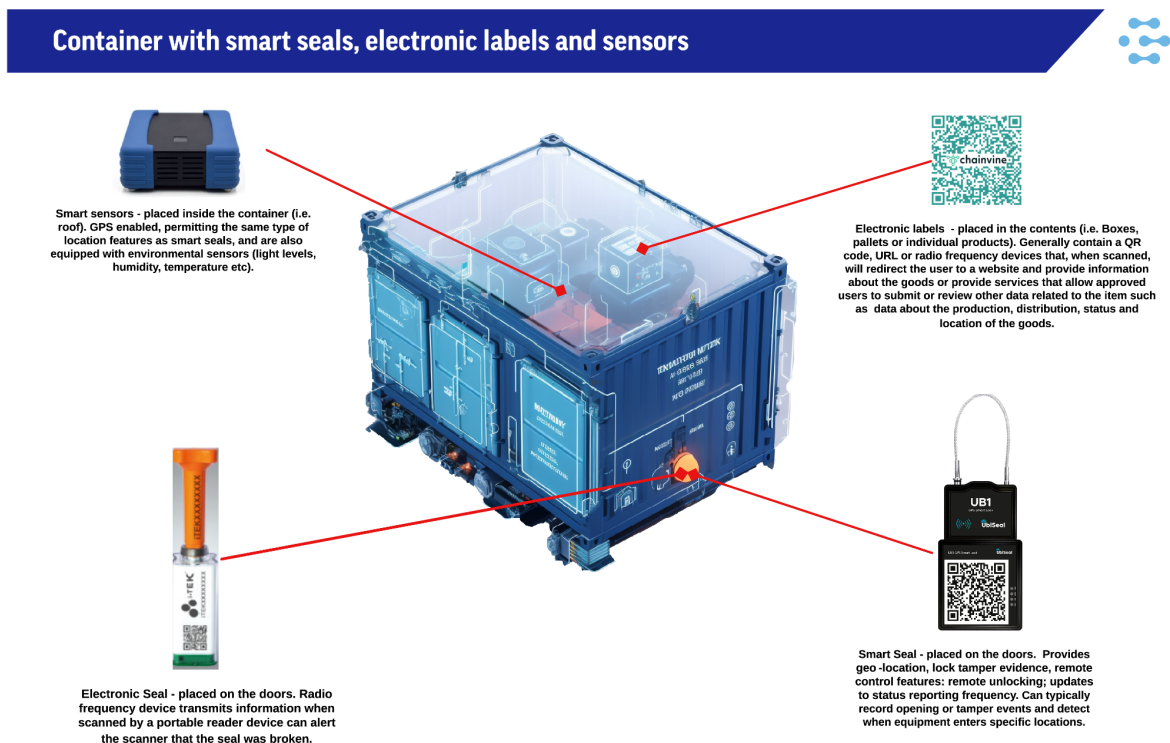 Container with smart seals, electronic labels and sensors
chainvine
Smart sensors - placed inside the container (i.e.
roof). GPS enabled, permitting the same type of
location features as smart seals, and are also
equipped with environmental sensors (light levels,
humidity, temperature etc).
Electronic labels - placed in the contents (i.e. Boxes,
pallets or individual products). Generally contain a QR
code, URL or radio frequency devices that, when scanned,
will redirect the user to a website and provide information
about the goods or provide services that allow approved
users to submit or review other data related to the item such
as data about the production, distribution, status and
location of the goods.
iTEKXXXXXXXXX
i-TEK
iTEKXXXXXXXXX
UB1
UbiSeal
UbiSeal
Electronic Seal - placed on the doors. Radio
frequency device transmits information when
scanned by a portable reader device can alert
the scanner that the seal was broken.
Smart Seal - placed on the doors. Provides
geo -location, lock tamper evidence, remote
control features: remote unlocking; updates
to status reporting frequency. Can typically
record opening or tamper events and detect
when equipment enters specific locations.